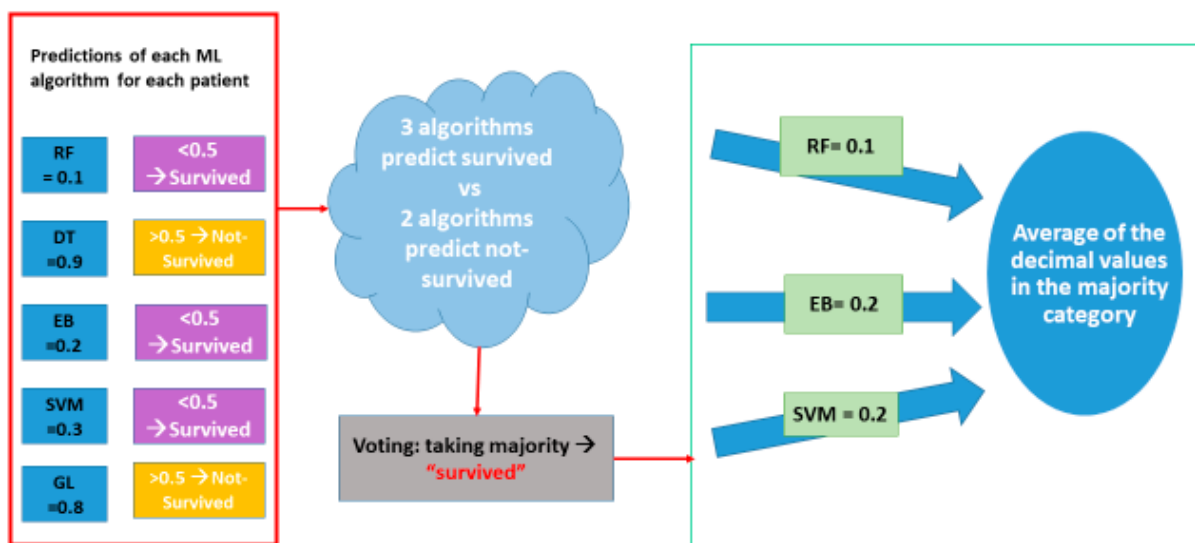 Predictions of each ML
algorithm for each patient
RF
= 0.1
<0.5
→Survived
DT
=0.9
>0.5 →Not-
Survived
EB
=0.2
<0.5
→Survived
SVM
=0.3
<0.5
→Survived
GL
=0.8
>0.5 →Not-
Survived
3 algorithms
predict survived
vs
2 algorithms
predict not-
survived
Voting: taking majority →
“survived”
RF= 0.1
EB= 0.2
SVM = 0.2
Average of the
decimal values
in the majority
category